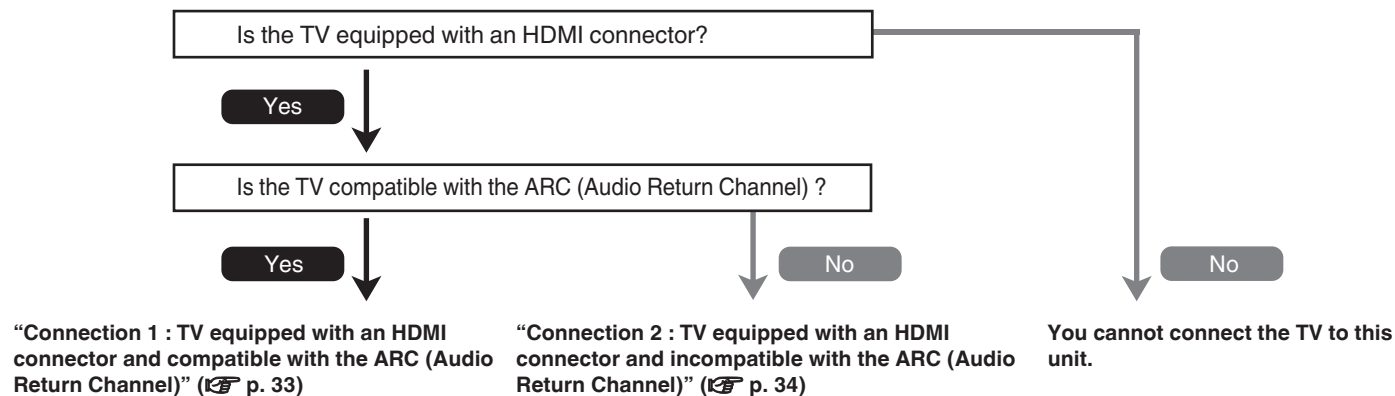 Is the TV equipped with an HDMI connector?
Yes
Is the TV compatible with the ARC (Audio Return Channel) ?
Yes
No
No
“Connection 1 : TV equipped with an HDMI
connector and compatible with the ARC (Audio
Return Channel)” (☞ p. 33)
“Connection 2 : TV equipped with an HDMI
connector and incompatible with the ARC (Audio
Return Channel)” (☞ p. 34)
You cannot connect the TV to this
unit.